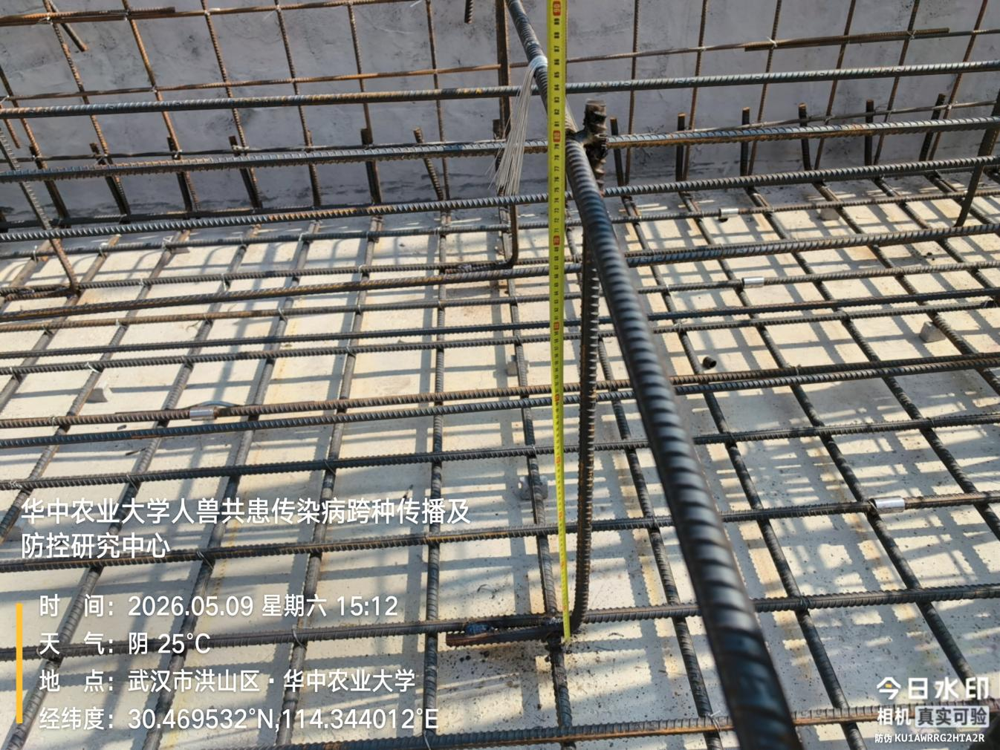 华中农业大学人兽共患传染病跨种传播及
防控研究中心
时 间：2026.05.09 星期六 15:12
天 气：阴 25°C
地 点：武汉市洪山区·华中农业大学
经纬度：30.469532°N,114.344012°E
今日水印
相机 真实可验
防伪 KU1AWRRG2HTA2R